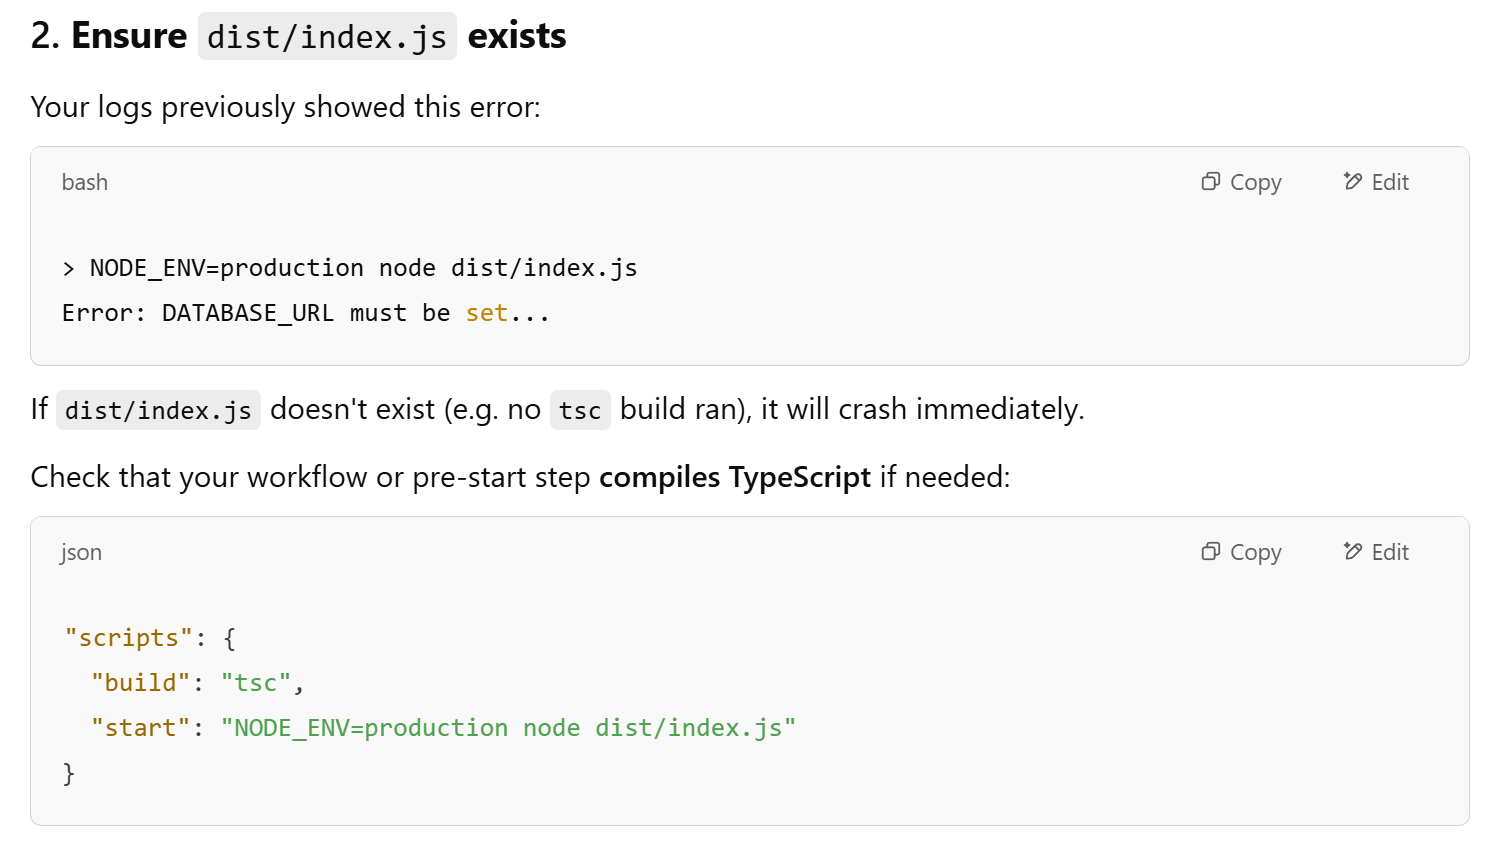 2. Ensure dist/index.js exists
Your logs previously showed this error:
bash
Copy
Edit
> NODE_ENV=production node dist/index.js
Error: DATABASE_URL must be set...
If dist/index.js doesn't exist (e.g. no tsc build ran), it will crash immediately.
Check that your workflow or pre-start step compiles TypeScript if needed:
json
Copy
Edit
"scripts": {
  "build": "tsc",
  "start": "NODE_ENV=production node dist/index.js"
}